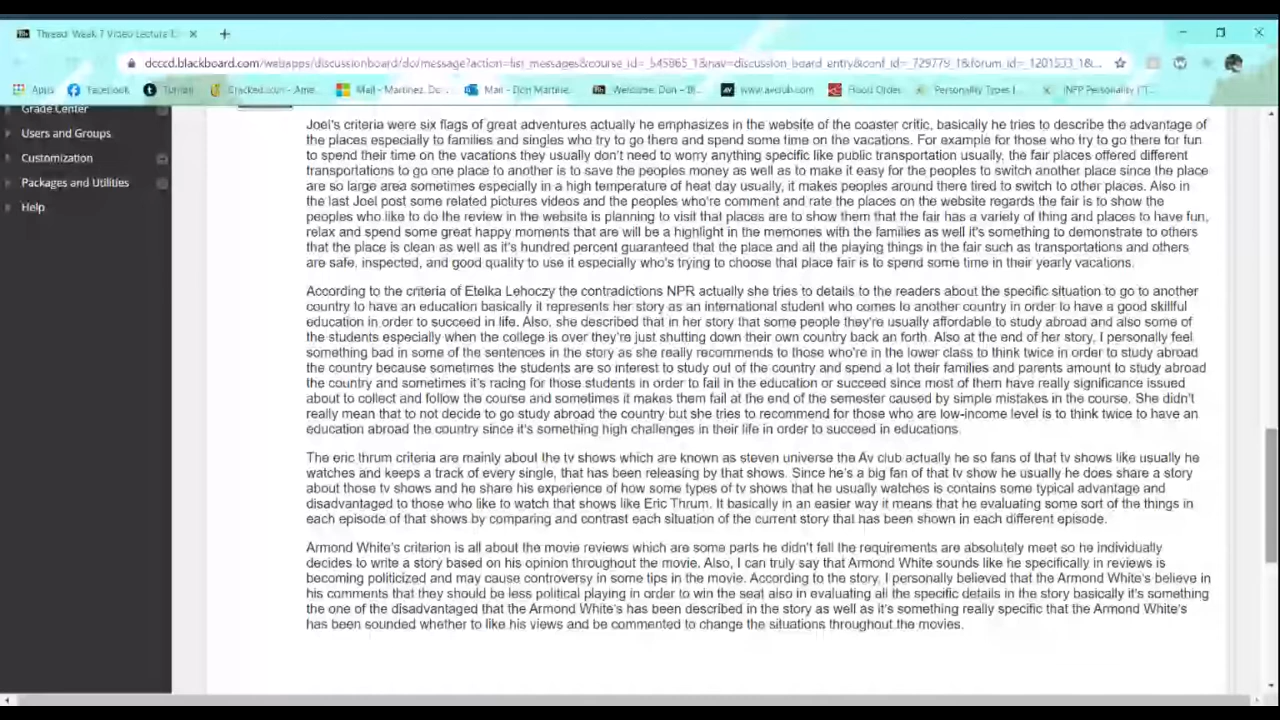 Thread: Week 7 Video Lecture
dcccd.blackboard.com/webapps/discussionboard/do/message?action=list_messages&course_id=_545865_1&nav=discussion_board_entry&conf_id=_729779_1&forum_id=_1201533_1&...
Apps Facebook Tumblr Cracked.com - Ame... Mail - Martinez, Do... Mail - Don Martine... Welcome, Don – Bl... www.avclub.com Flood Order... Personality Types | ... INFP Personality (T...
Grade Center
Users and Groups
Customization
Packages and Utilities
Help
Joel's criteria were six flags of great adventures actually he emphasizes in the website of the coaster critic, basically he tries to describe the advantage of
the places especially to families and singles who try to go there and spend some time on the vacations. For example for those who try to go there for fun
to spend their time on the vacations they usually don't need to worry anything specific like public transportation usually, the fair places offered different
transportations to go one place to another is to save the peoples money as well as to make it easy for the peoples to switch another place since the place
are so large area sometimes especially in a high temperature of heat day usually, it makes peoples around there tired to switch to other places. Also in
the last Joel post some related pictures videos and the peoples who're comment and rate the places on the website regards the fair is to show the
peoples who like to do the review in the website is planning to visit that places are to show them that the fair has a variety of thing and places to have fun,
relax and spend some great happy moments that are will be a highlight in the memories with the families as well it's something to demonstrate to others
that the place is clean as well as it's hundred percent guaranteed that the place and all the playing things in the fair such as transportations and others
are safe, inspected, and good quality to use it especially who's trying to choose that place fair is to spend some time in their yearly vacations.
According to the criteria of Etelka Lehoczy the contradictions NPR actually she tries to details to the readers about the specific situation to go to another
country to have an education basically it represents her story as an international student who comes to another country in order to have a good skillful
education in order to succeed in life. Also, she described that in her story that some people they're usually affordable to study abroad and also some of
the students especially when the college is over they're just shutting down their own country back an forth. Also at the end of her story, I personally feel
something bad in some of the sentences in the story as she really recommends to those who're in the lower class to think twice in order to study abroad
the country because sometimes the students are so interest to study out of the country and spend a lot their families and parents amount to study abroad
the country and sometimes it's racing for those students in order to fail in the education or succeed since most of them have really significance issued
about to collect and follow the course and sometimes it makes them fail at the end of the semester caused by simple mistakes in the course. She didn't
really mean that to not decide to go study abroad the country but she tries to recommend for those who are low-income level is to think twice to have an
education abroad the country since it's something high challenges in their life in order to succeed in educations.
The eric thrum criteria are mainly about the tv shows which are known as steven universe the Av club actually he so fans of that tv shows like usually he
watches and keeps a track of every single, that has been releasing by that shows. Since he's a big fan of that tv show he usually he does share a story
about those tv shows and he share his experience of how some types of tv shows that he usually watches is contains some typical advantage and
disadvantaged to those who like to watch that shows like Eric Thrum. It basically in an easier way it means that he evaluating some sort of the things in
each episode of that shows by comparing and contrast each situation of the current story that has been shown in each different episode.
Armond White's criterion is all about the movie reviews which are some parts he didn't fell the requirements are absolutely meet so he individually
decides to write a story based on his opinion throughout the movie. Also, I can truly say that Armond White sounds like he specifically in reviews is
becoming politicized and may cause controversy in some tips in the movie. According to the story, I personally believed that the Armond White's believe in
his comments that they should be less political playing in order to win the seat also in evaluating all the specific details in the story basically it's something
the one of the disadvantaged that the Armond White's has been described in the story as well as it's something really specific that the Armond White's
has been sounded whether to like his views and be commented to change the situations throughout the movies.